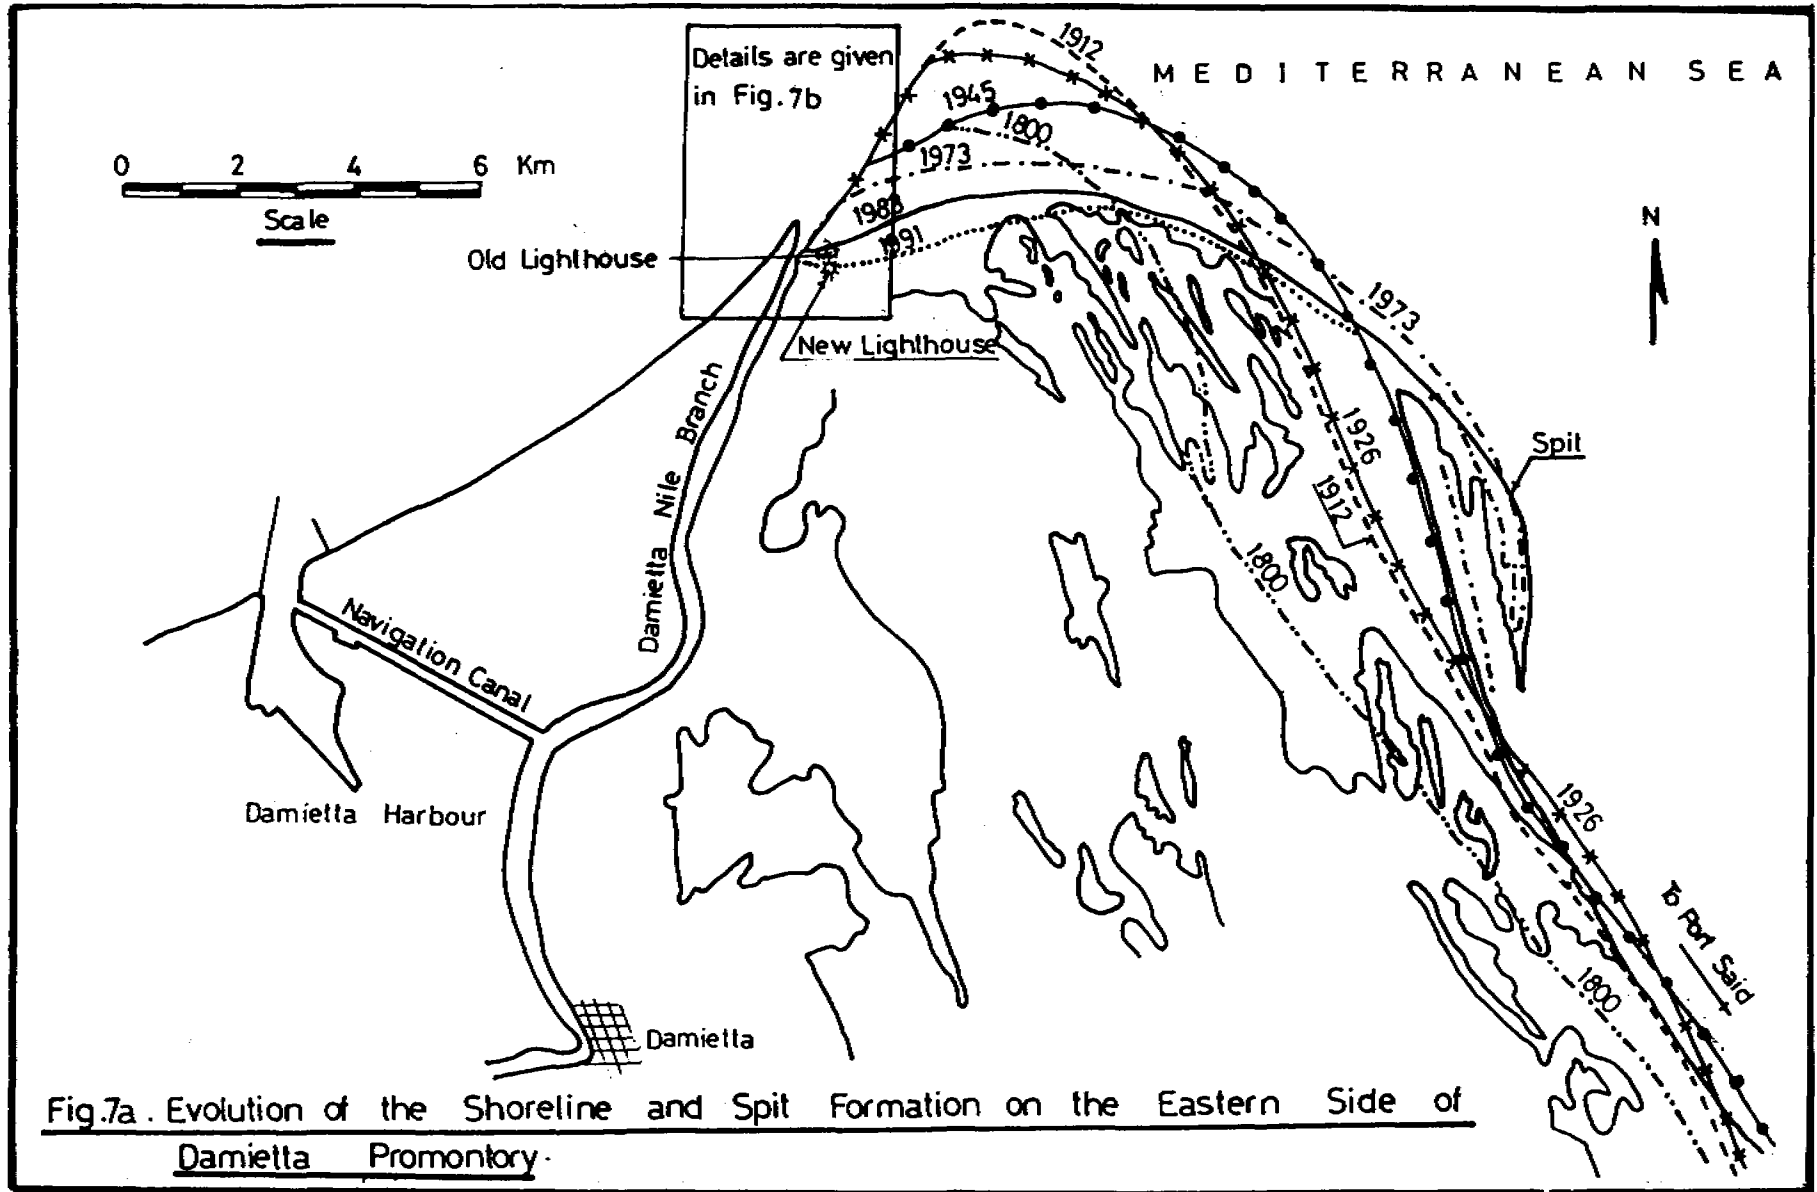 Details are given
in Fig.7b
1912
MEDITERRANEAN SEA
1945
1800
1973
0 2 4 6 Km
Scale
1983
1991
N
Old Lighthouse
New Lighthouse
1973
Spit
Damietta Nile Branch
1926
1912
1800
Navigation Canal
Damietta Harbour
1926
To Port Said
1800
Damietta
Fig.7a. Evolution of the Shoreline and Spit Formation on the Eastern Side of
Damietta Promontory.